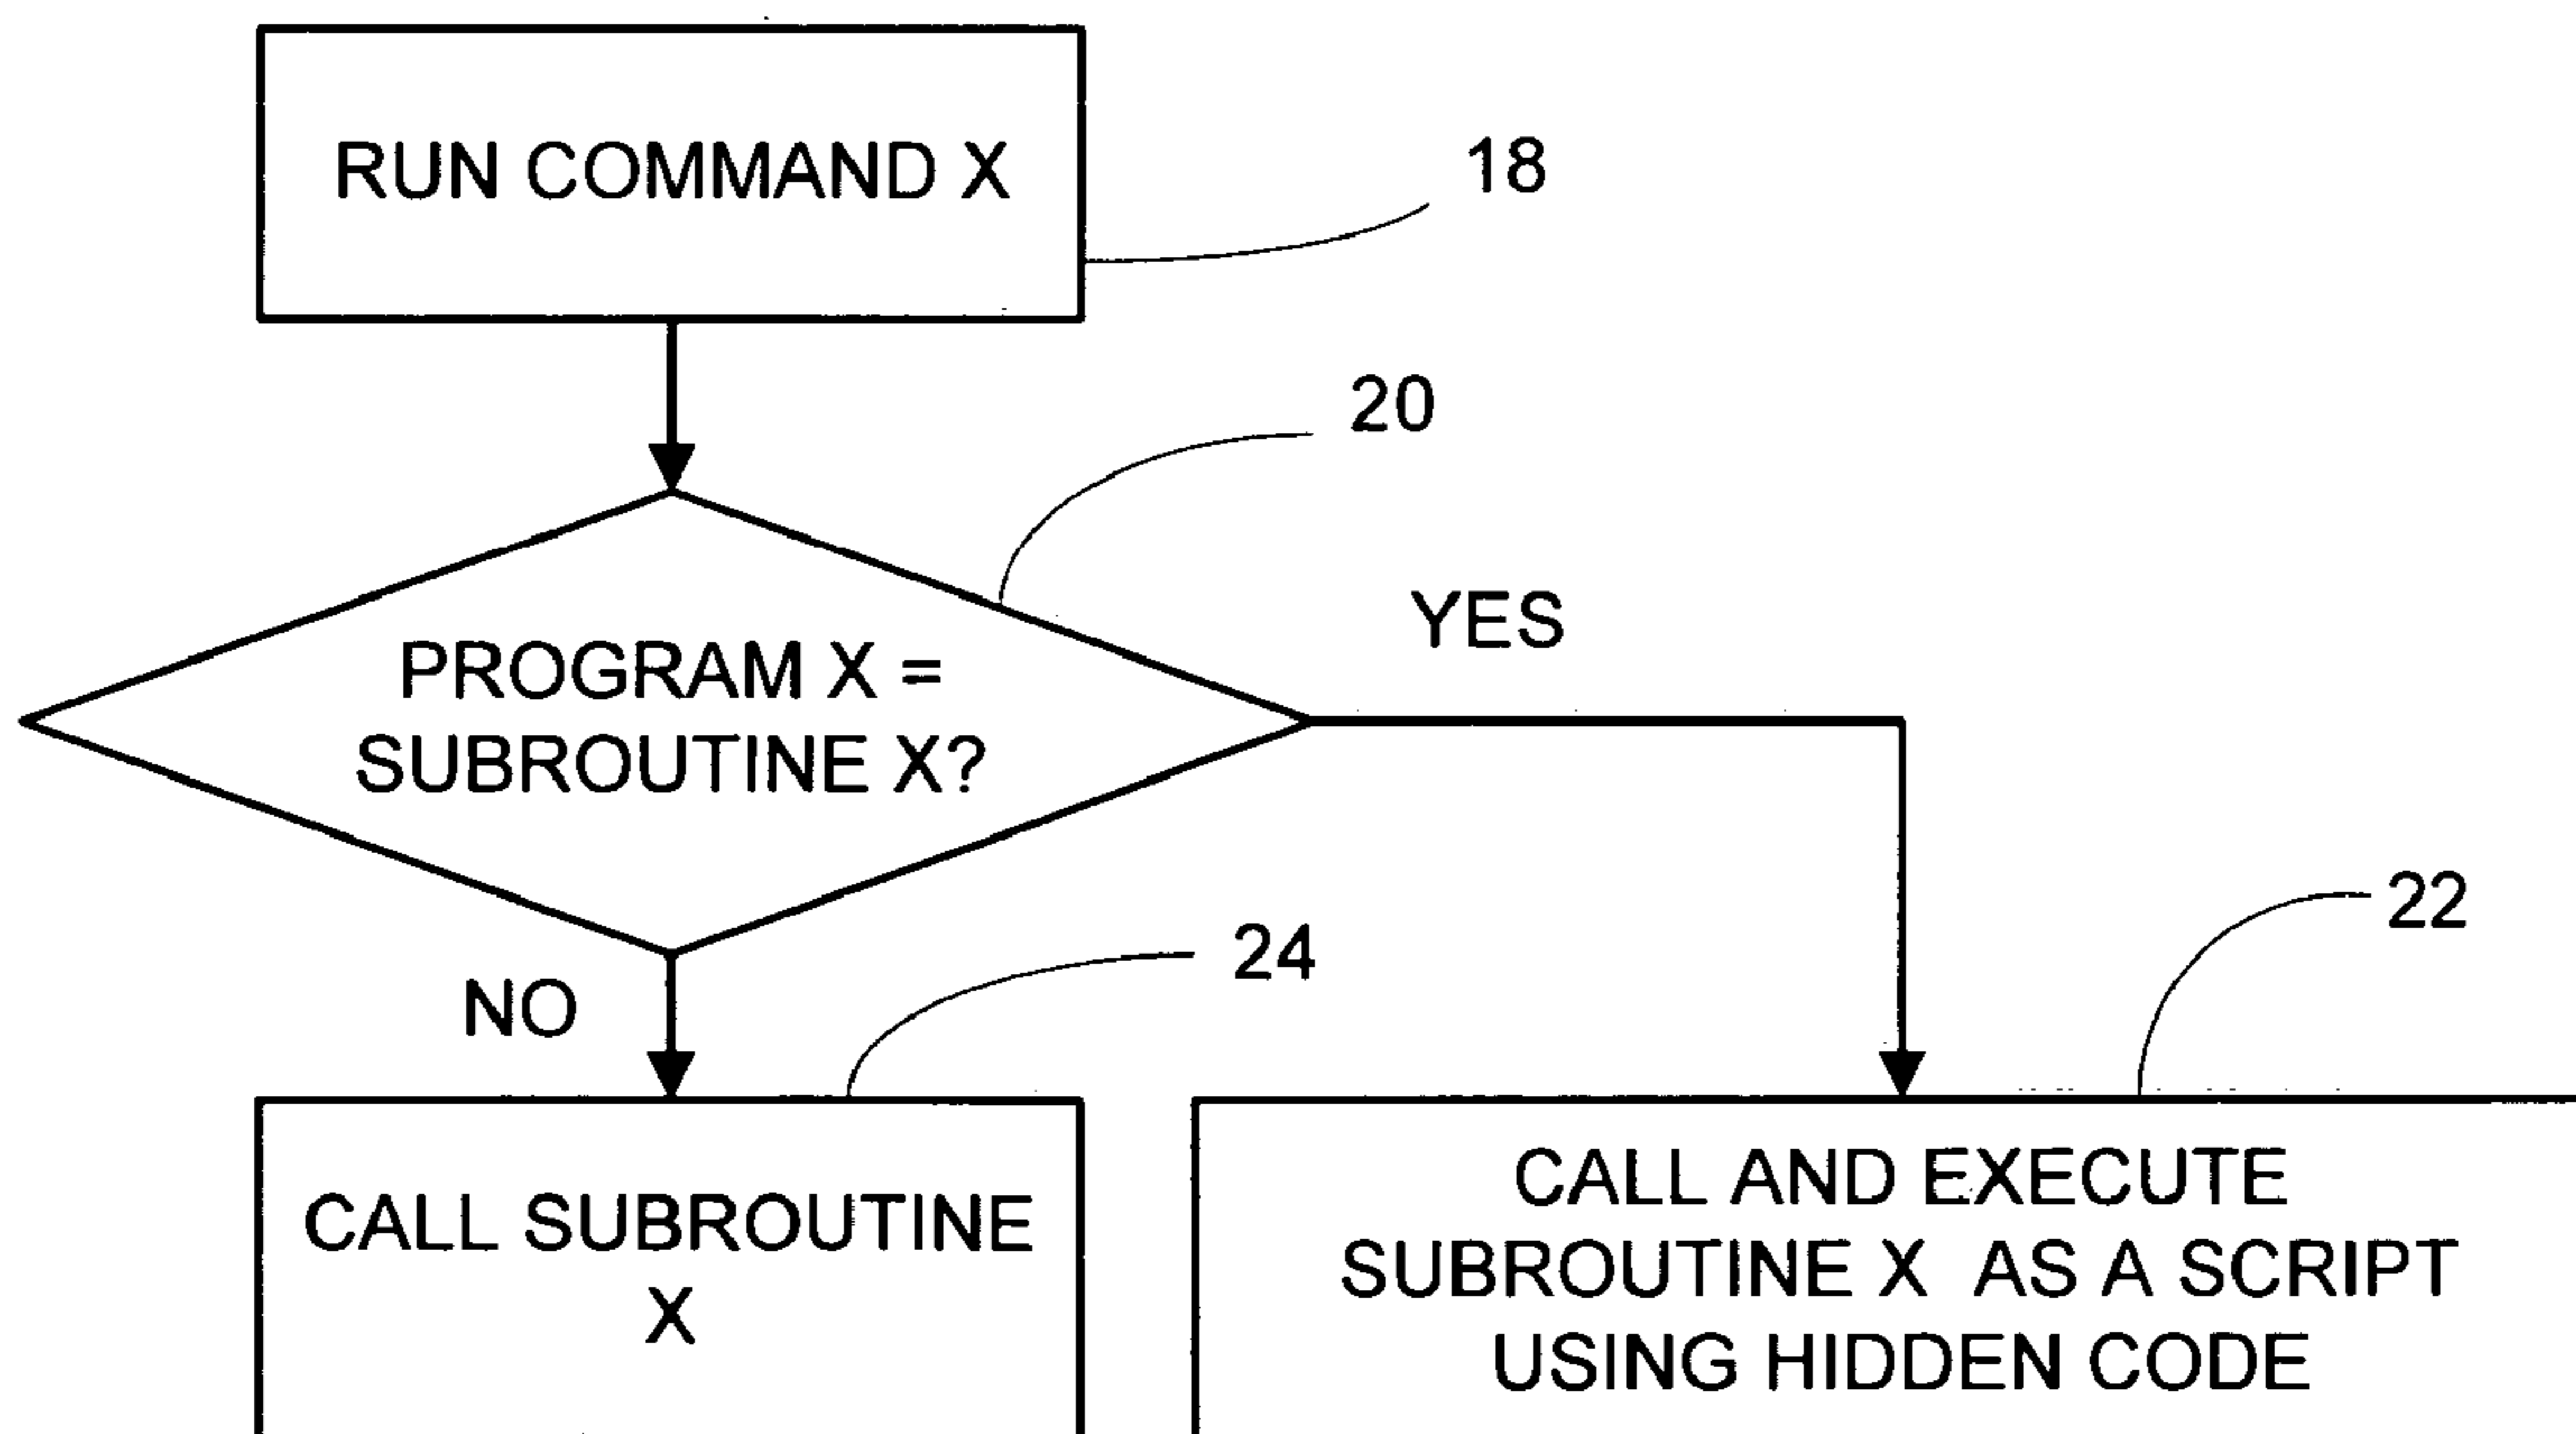 RUN COMMAND X
18
20
PROGRAM X =
SUBROUTINE X?
YES
NO
24
22
CALL SUBROUTINE
X
CALL AND EXECUTE
SUBROUTINE X AS A SCRIPT
USING HIDDEN CODE